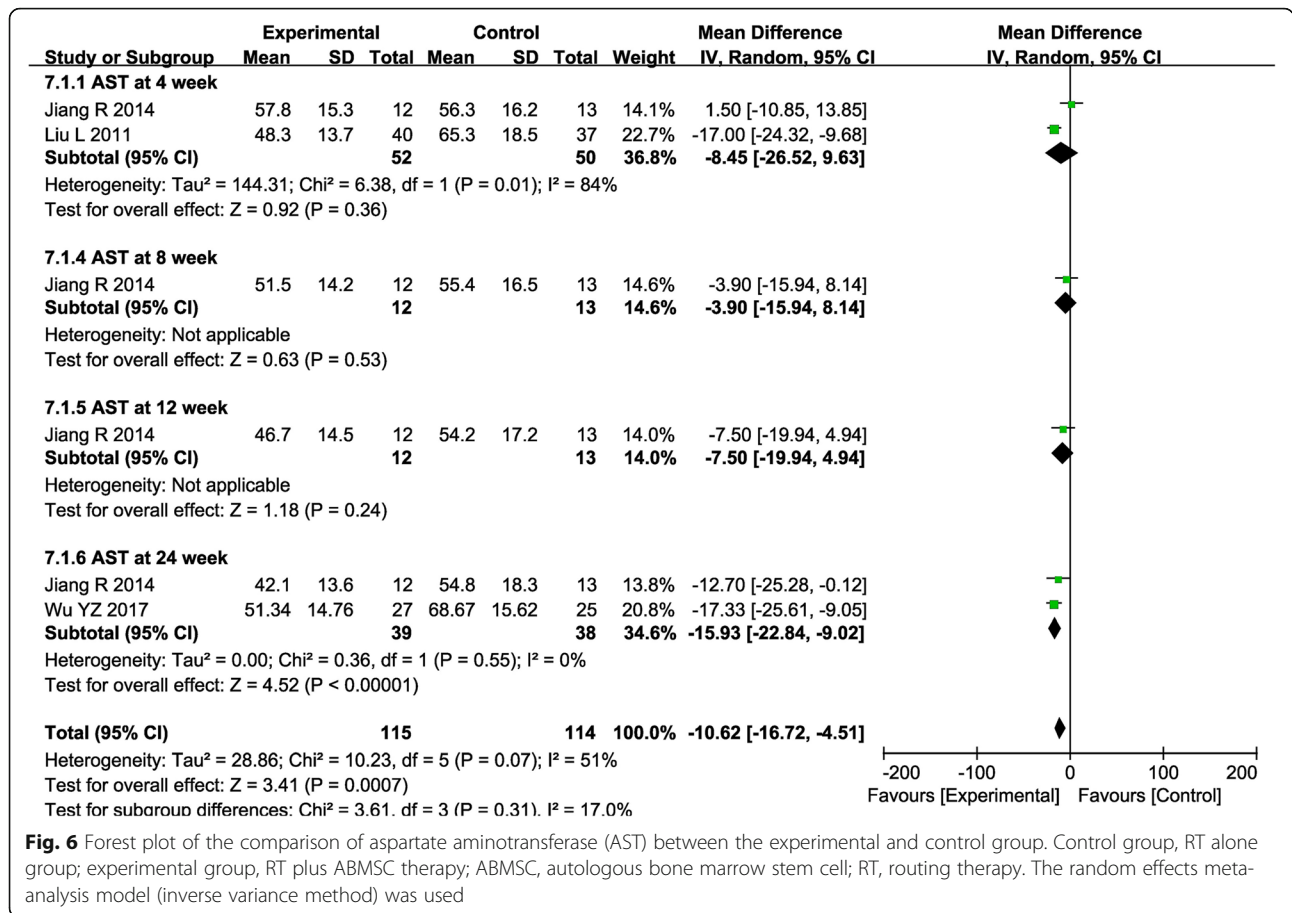 Experimental Control Mean Difference Mean Difference
Study or Subgroup Mean SD Total Mean SD Total Weight IV, Random, 95% CI IV, Random, 95% CI
7.1.1 AST at 4 week
Jiang R 2014 57.8 15.3 12 56.3 16.2 13 14.1% 1.50 [-10.85, 13.85]
Liu L 2011 48.3 13.7 40 65.3 18.5 37 22.7% -17.00 [-24.32, -9.68]
Subtotal (95% CI) 52 50 36.8% -8.45 [-26.52, 9.63]
Heterogeneity: Tau² = 144.31; Chi² = 6.38, df = 1 (P = 0.01); I² = 84%
Test for overall effect: Z = 0.92 (P = 0.36)
7.1.4 AST at 8 week
Jiang R 2014 51.5 14.2 12 55.4 16.5 13 14.6% -3.90 [-15.94, 8.14]
Subtotal (95% CI) 12 13 14.6% -3.90 [-15.94, 8.14]
Heterogeneity: Not applicable
Test for overall effect: Z = 0.63 (P = 0.53)
7.1.5 AST at 12 week
Jiang R 2014 46.7 14.5 12 54.2 17.2 13 14.0% -7.50 [-19.94, 4.94]
Subtotal (95% CI) 12 13 14.0% -7.50 [-19.94, 4.94]
Heterogeneity: Not applicable
Test for overall effect: Z = 1.18 (P = 0.24)
7.1.6 AST at 24 week
Jiang R 2014 42.1 13.6 12 54.8 18.3 13 13.8% -12.70 [-25.28, -0.12]
Wu YZ 2017 51.34 14.76 27 68.67 15.62 25 20.8% -17.33 [-25.61, -9.05]
Subtotal (95% CI) 39 38 34.6% -15.93 [-22.84, -9.02]
Heterogeneity: Tau² = 0.00; Chi² = 0.36, df = 1 (P = 0.55); I² = 0%
Test for overall effect: Z = 4.52 (P < 0.00001)
Total (95% CI) 115 114 100.0% -10.62 [-16.72, -4.51]
Heterogeneity: Tau² = 28.86; Chi² = 10.23, df = 5 (P = 0.07); I² = 51%
Test for overall effect: Z = 3.41 (P = 0.0007)
Test for subgroup differences: Chi² = 3.61, df = 3 (P = 0.31), I² = 17.0%
-200 -100 0 100 200
Favours [Experimental] Favours [Control]
Fig. 6 Forest plot of the comparison of aspartate aminotransferase (AST) between the experimental and control group. Control group, RT alone
group; experimental group, RT plus ABMSC therapy; ABMSC, autologous bone marrow stem cell; RT, routing therapy. The random effects meta-
analysis model (inverse variance method) was used